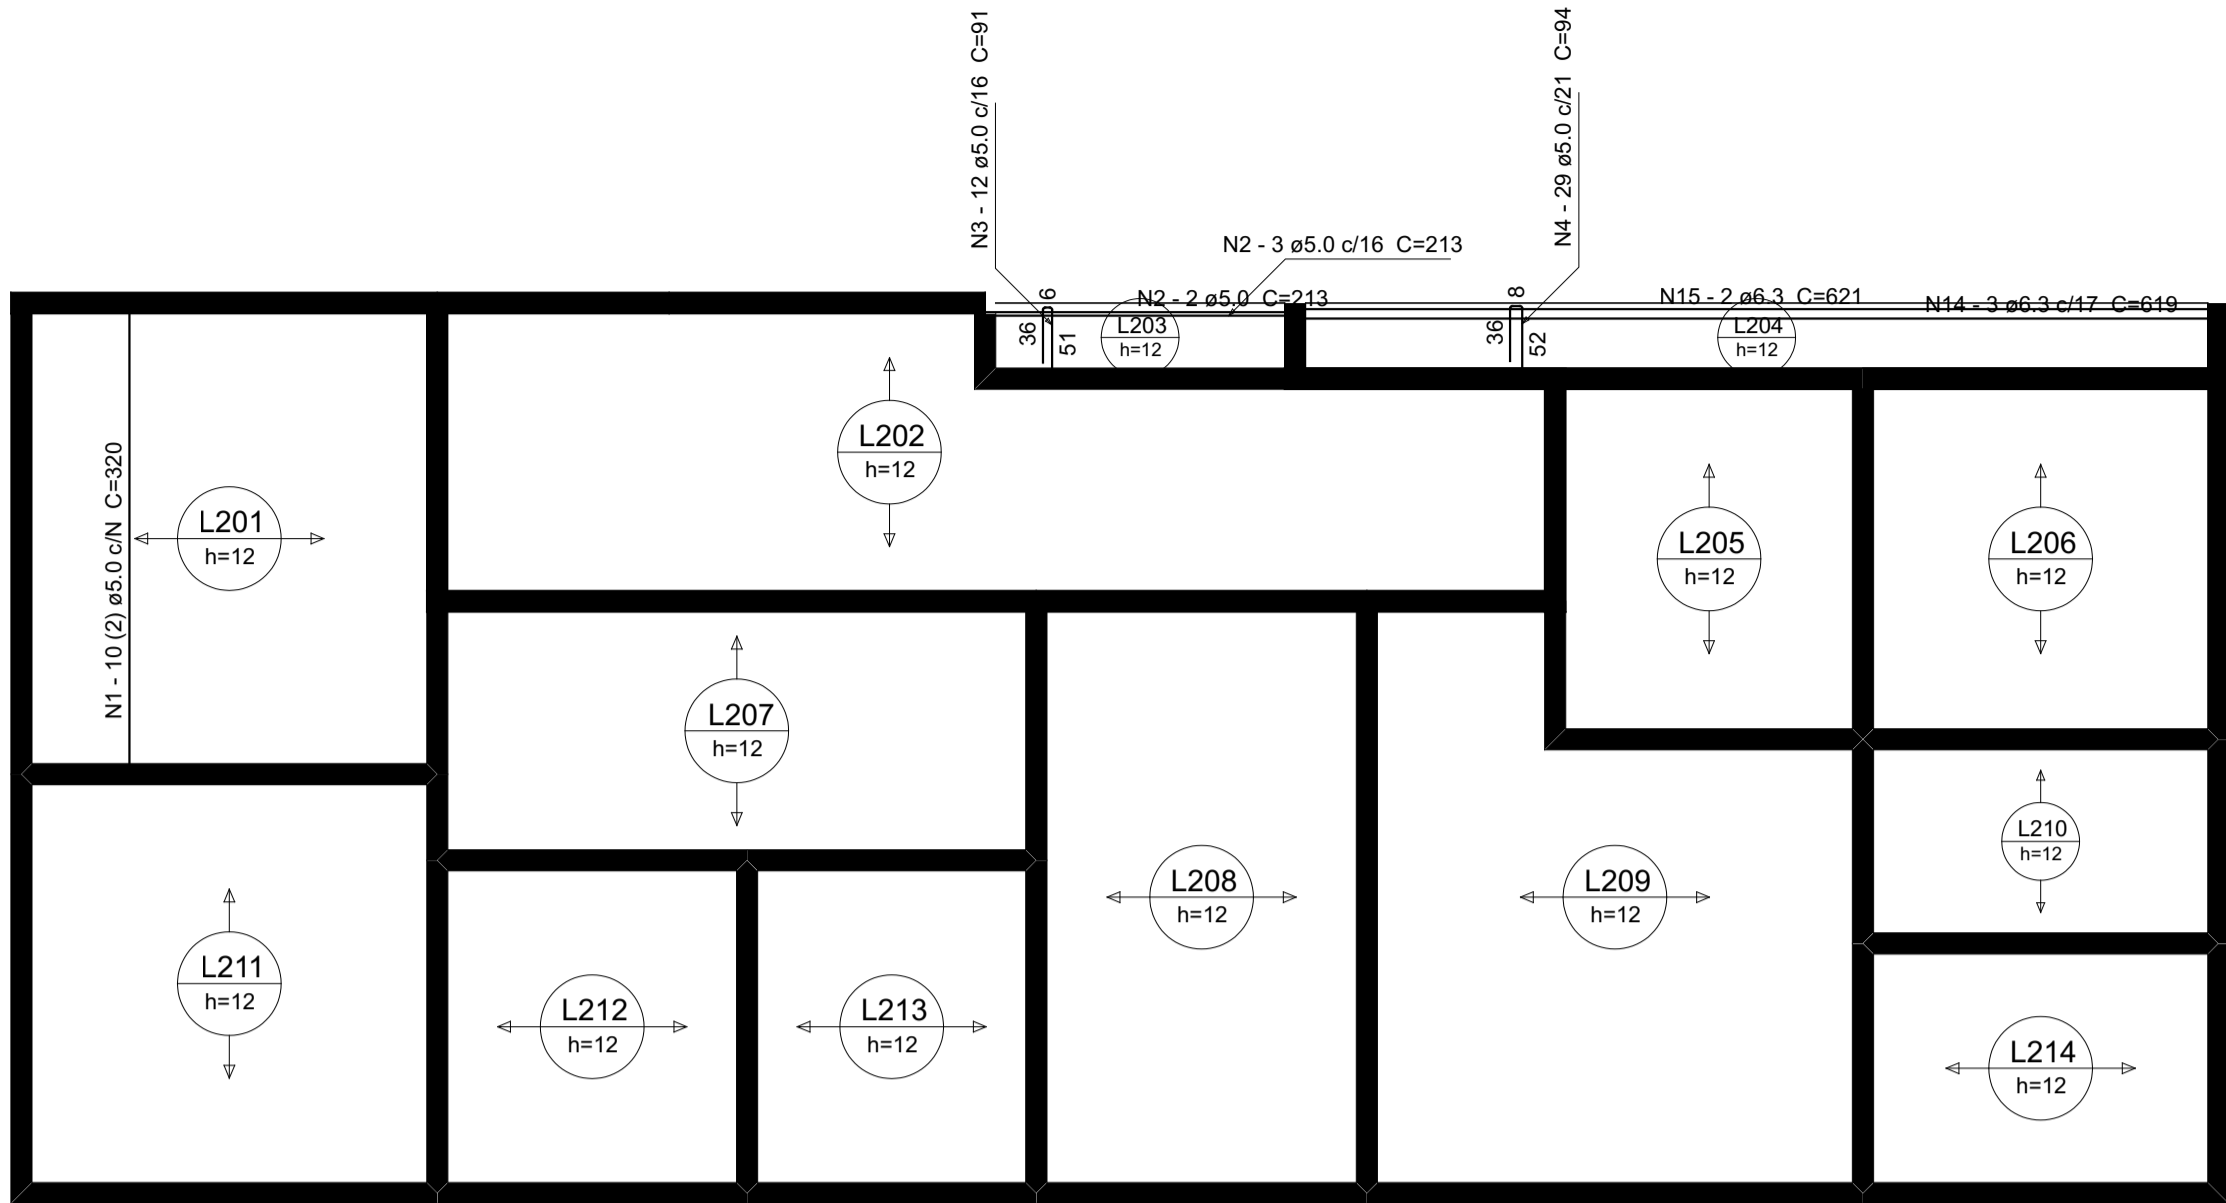 N3 - 12 ø5.0 c/16  C=91
N4 - 29 ø5.0 c/21  C=94
N2 - 3 ø5.0 c/16  C=213
N2 - 2 ø5.0  C=213
N15 - 2 ø6.3  C=621
N14 - 3 ø6.3 c/17  C=619
6
36
51
8
36
52
L203
h=12
L204
h=12
L202
h=12
N1 - 10 (2) ø5.0 c/N  C=320
L201
h=12
L205
h=12
L206
h=12
L207
h=12
L210
h=12
L208
h=12
L209
h=12
L211
h=12
L212
h=12
L213
h=12
L214
h=12